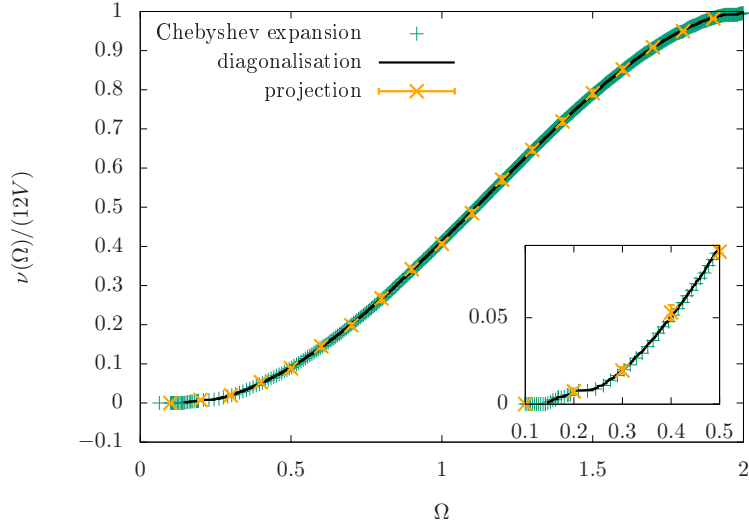 1
0.9
0.8
0.7
0.6
0.5
0.4
0.3
0.2
0.1
0
−0.1
ν(Ω)/(12V)
Chebyshev expansion
diagonalisation
projection
0.05
0
0.1 0.2 0.3 0.4 0.5
0 0.5 1 1.5 2
Ω